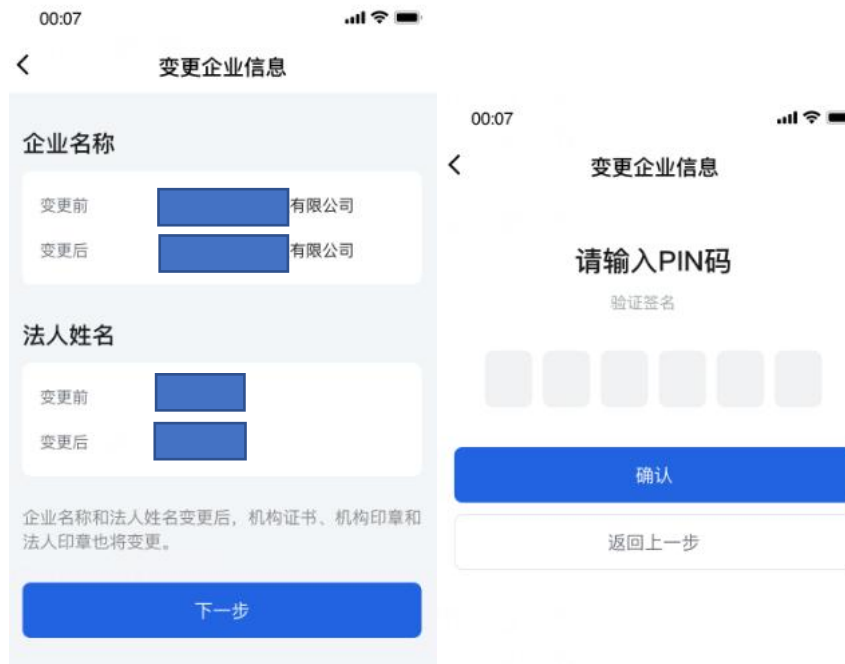 00:07
变更企业信息
企业名称
变更前 有限公司
变更后 有限公司
法人姓名
变更前
变更后
企业名称和法人姓名变更后，机构证书、机构印章和
法人印章也将变更。
下一步
00:07
变更企业信息
请输入PIN码
验证签名
确认
返回上一步